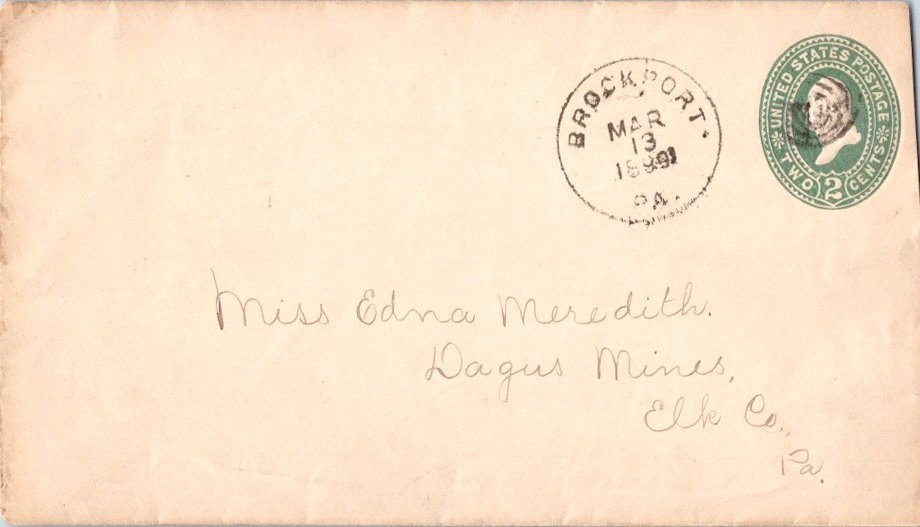 BROCKPORT.
MAR
13
PA.
UNITED STATES POSTAGE
TWO 2 CENTS
Miss Edna Meredith.
Dagus Mines,
Elk Co.,
Pa.